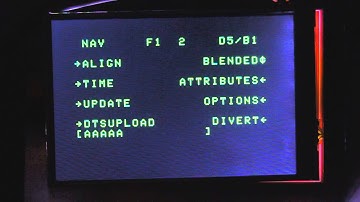 NAV F1 2 D5/B1
→ALIGN BLENDED⌽
→TIME ATTRIBUTES←
→UPDATE OPTIONS←
→DTSUPLOAD DIVERT←
[AAAAA ]